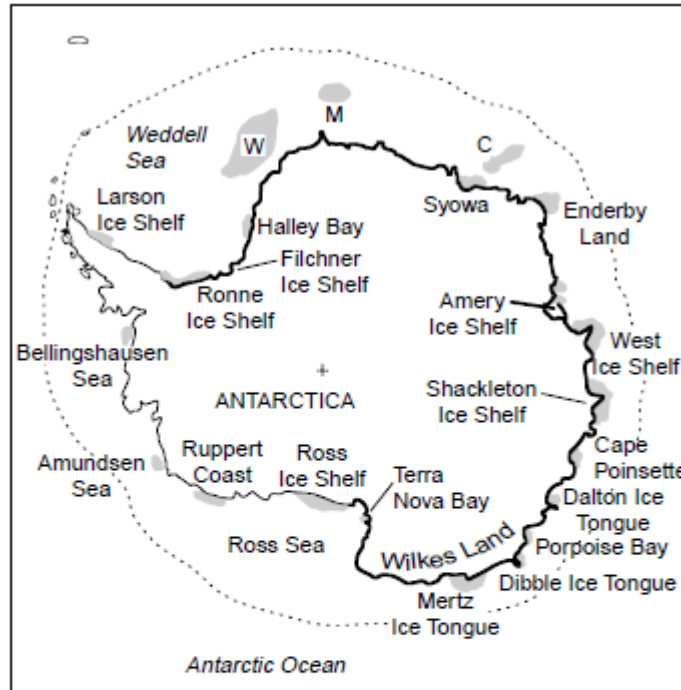 M
Weddell
Sea
W
C
Larson
Ice Shelf
Syowa
Halley Bay
Enderby
Land
Filchner
Ice Shelf
Ronne
Ice Shelf
Amery
Ice Shelf
West
Ice Shelf
Bellingshausen
Sea
Shackleton
Ice Shelf
ANTARCTICA
Cape
Poinsette
Ruppert
Coast
Ross
Ice Shelf
Amundsen
Sea
Terra
Nova Bay
Dalton Ice
Tongue
Ross Sea
Wilkes Land
Porpoise Bay
Dibble Ice Tongue
Mertz
Ice Tongue
Antarctic Ocean